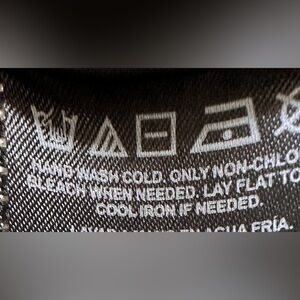 HAND WASH COLD. ONLY NON-CHLO
BLEACH WHEN NEEDED. LAY FLAT TO
COOL IRON IF NEEDED.
AGUA FRÍA.